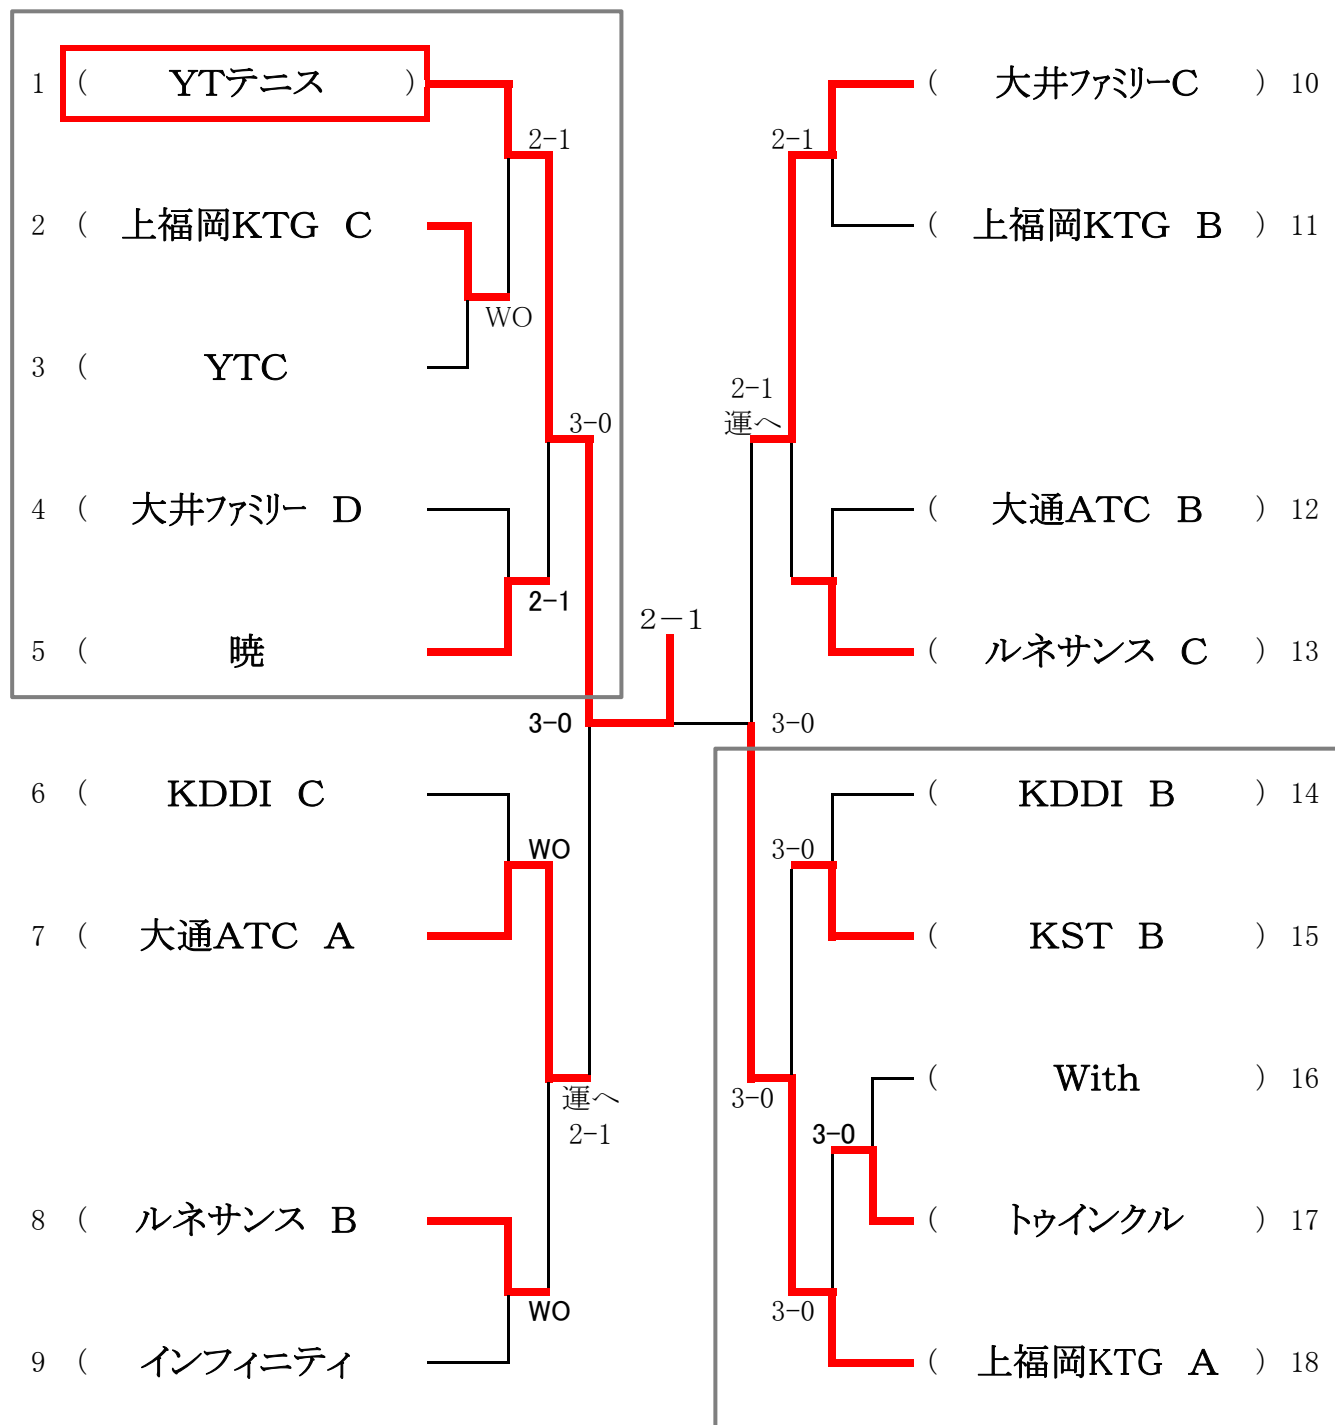 1 ( YTテニス )
2-1
2 ( 上福岡KTG C
WO
3 ( YTC
3-0
4 ( 大井ファミリー D
2-1
5 ( 暁
2-1
3-0
6 ( KDDI C
WO
7 ( 大通ATC A
運へ
2-1
8 ( ルネサンス B
WO
9 ( インフィニティ
( 大井ファミリーC ) 10
2-1
( 上福岡KTG B ) 11
2-1
運へ
( 大通ATC B ) 12
( ルネサンス C ) 13
3-0
( KDDI B ) 14
3-0
( KST B ) 15
( With ) 16
3-0
3-0
( トゥインクル ) 17
3-0
( 上福岡KTG A ) 18